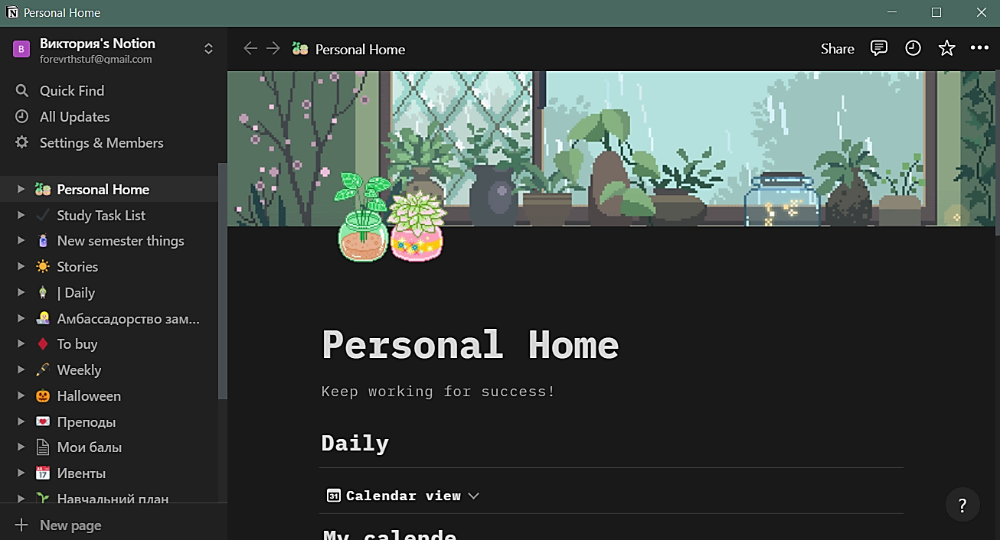 Personal Home
B
Виктория's Notion
forevrthstuf@gmail.com
Quick Find
All Updates
Settings & Members
Personal Home
Study Task List
New semester things
Stories
| Daily
Амбассадорство зам...
To buy
Weekly
Halloween
Преподы
Мои балы
17
Ивенты
Навчальний план
New page
Personal Home
Share
Personal Home
Keep working for success!
Daily
31 Calendar view
My calende
?